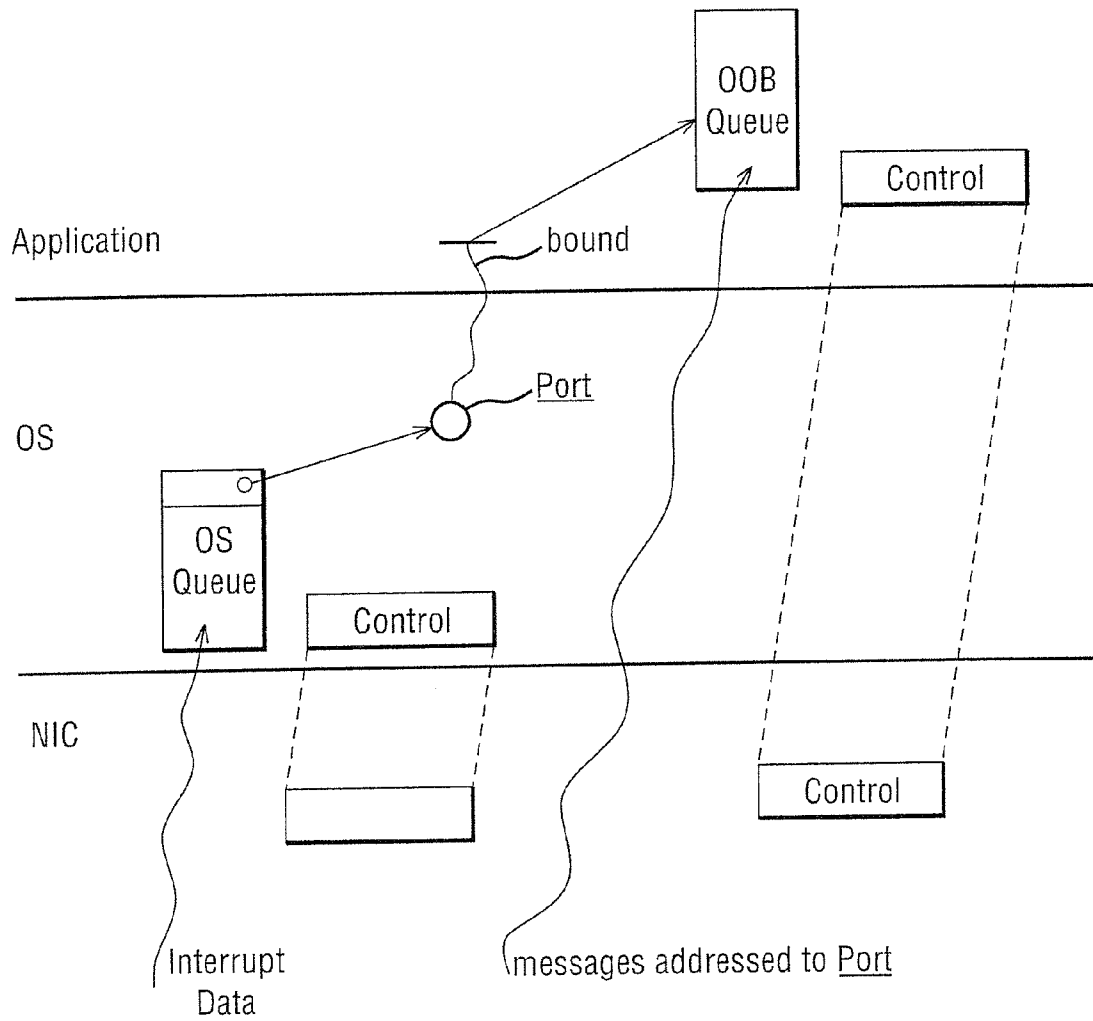 OOB
Queue
Control
Application
bound
Port
OS
OS
Queue
Control
NIC
Control
Interrupt
Data
messages addressed to Port